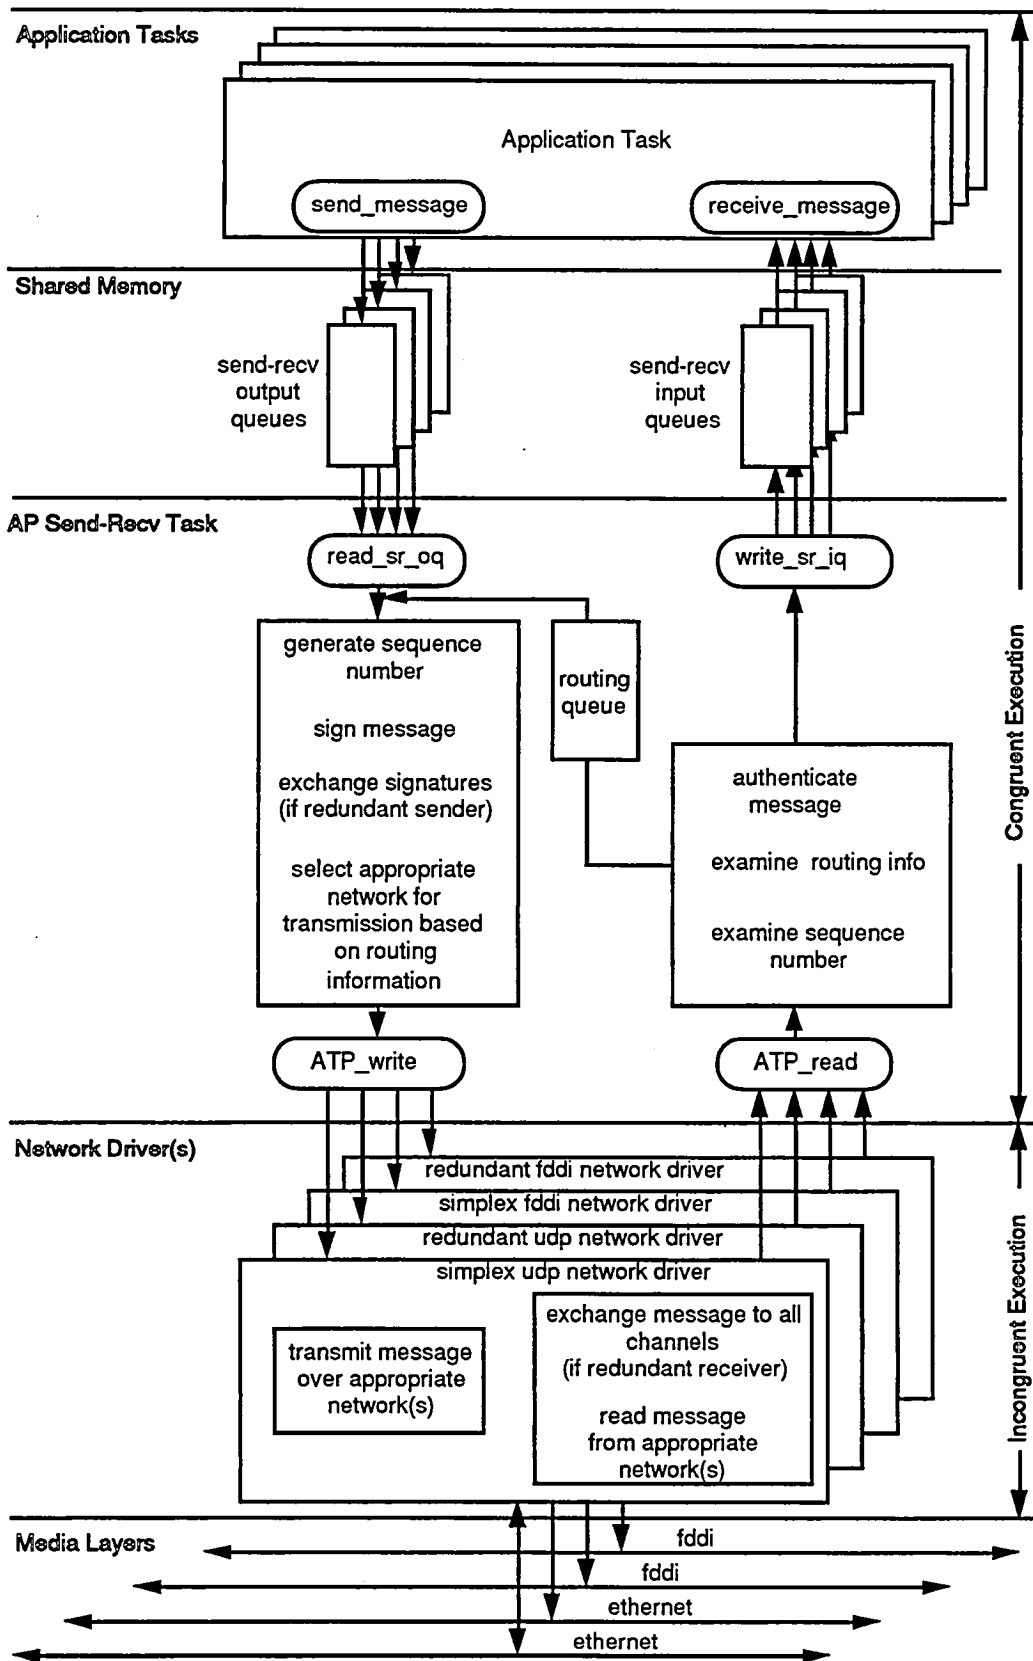 Application Tasks
Application Task
send_message
receive_message
Shared Memory
send-recv
output
queues
send-recv
input
queues
AP Send-Recv Task
read_sr_oq
write_sr_iq
generate sequence
number
sign message
exchange signatures
(if redundant sender)
select appropriate
network for
transmission based
on routing
information
routing
queue
authenticate
message
examine routing info
examine sequence
number
Congruent Execution
ATP_write
ATP_read
Network Driver(s)
redundant fddi network driver
simplex fddi network driver
redundant udp network driver
simplex udp network driver
transmit message
over appropriate
network(s)
exchange message to all
channels
(if redundant receiver)
read message
from appropriate
network(s)
Incongruent Execution
Media Layers
fddi
fddi
ethernet
ethernet